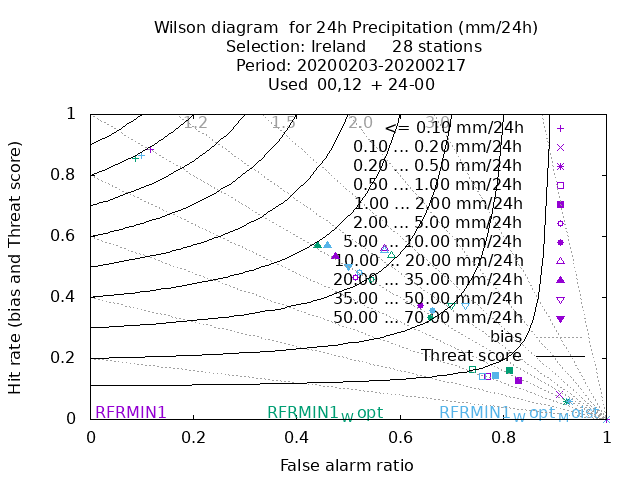 Wilson diagram  for 24h Precipitation (mm/24h)
Selection: Ireland     28 stations
Period: 20200203-20200217
Used  00,12  + 24-00
Hit rate (bias and Threat score)
1
0.8
0.6
0.4
0.2
0
1.2
1.5
2.0
3.0
<= 0.10 mm/24h
0.10 ... 0.20 mm/24h
0.20 ... 0.50 mm/24h
0.50 ... 1.00 mm/24h
1.00 ... 2.00 mm/24h
2.00 ... 5.00 mm/24h
5.00 ... 10.00 mm/24h
10.00 ... 20.00 mm/24h
20.00 ... 35.00 mm/24h
35.00 ... 50.00 mm/24h
50.00 ... 70.00 mm/24h
bias
Threat score
RFRMIN1
RFRMIN1W opt
RFRMIN1W opt M
0
0.2
0.4
0.6
0.8
1
False alarm ratio